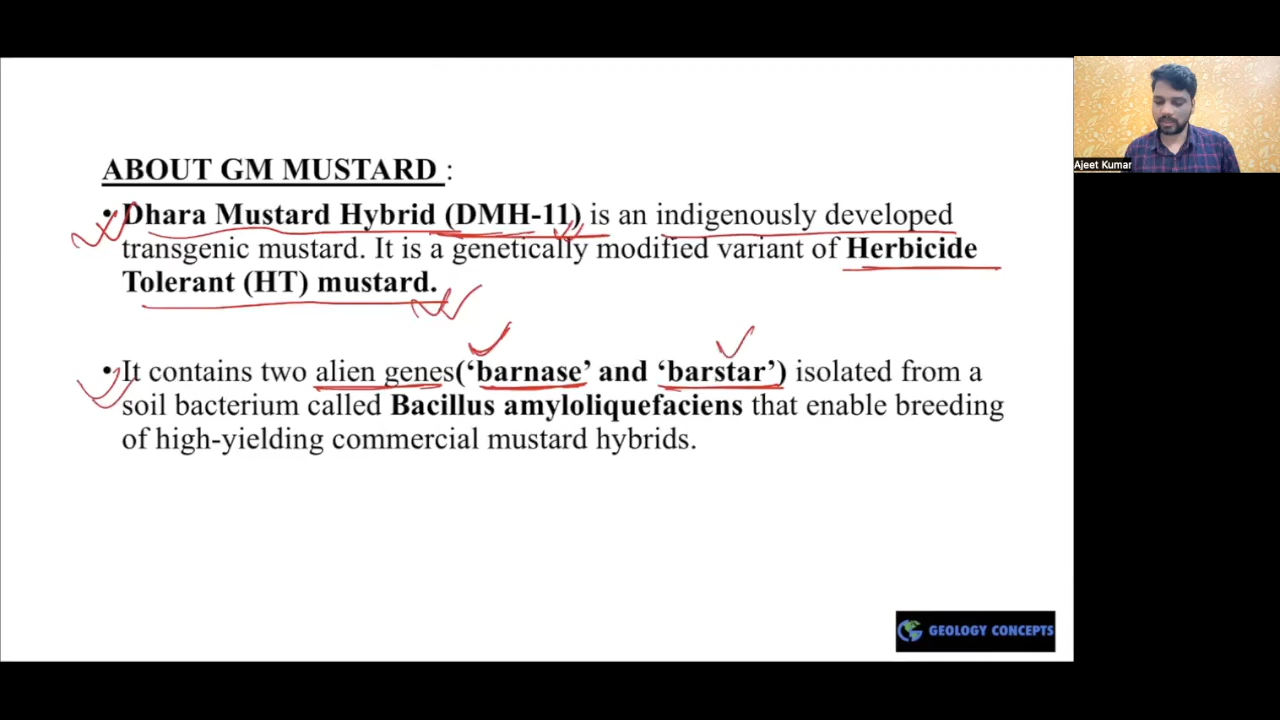 ABOUT GM MUSTARD :
• Dhara Mustard Hybrid (DMH-11) is an indigenously developed
transgenic mustard. It is a genetically modified variant of Herbicide
Tolerant (HT) mustard.
• It contains two alien genes(‘barnase’ and ‘barstar’) isolated from a
soil bacterium called Bacillus amyloliquefaciens that enable breeding
of high-yielding commercial mustard hybrids.
Ajeet Kumar
GEOLOGY CONCEPTS